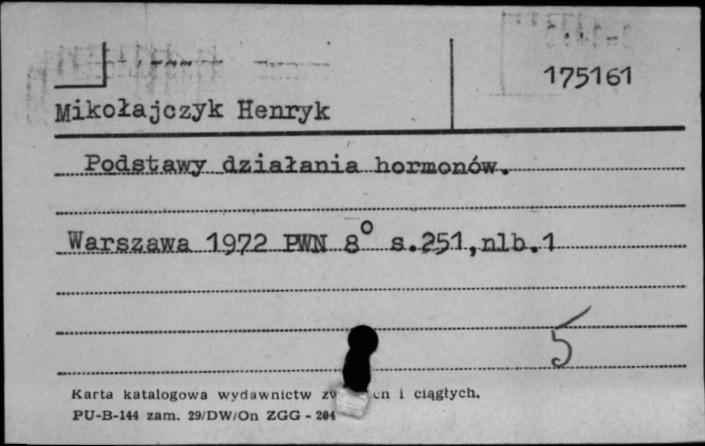 175161
Mikołajczyk Henryk
Podstawy działania hormonów.
Warszawa 1972 PWN 8° s.251,nlb.1
5
Karta katalogowa wydawnictw i ciągłych.
PU-B-144 zam. 29/DW/On ZGG - 204